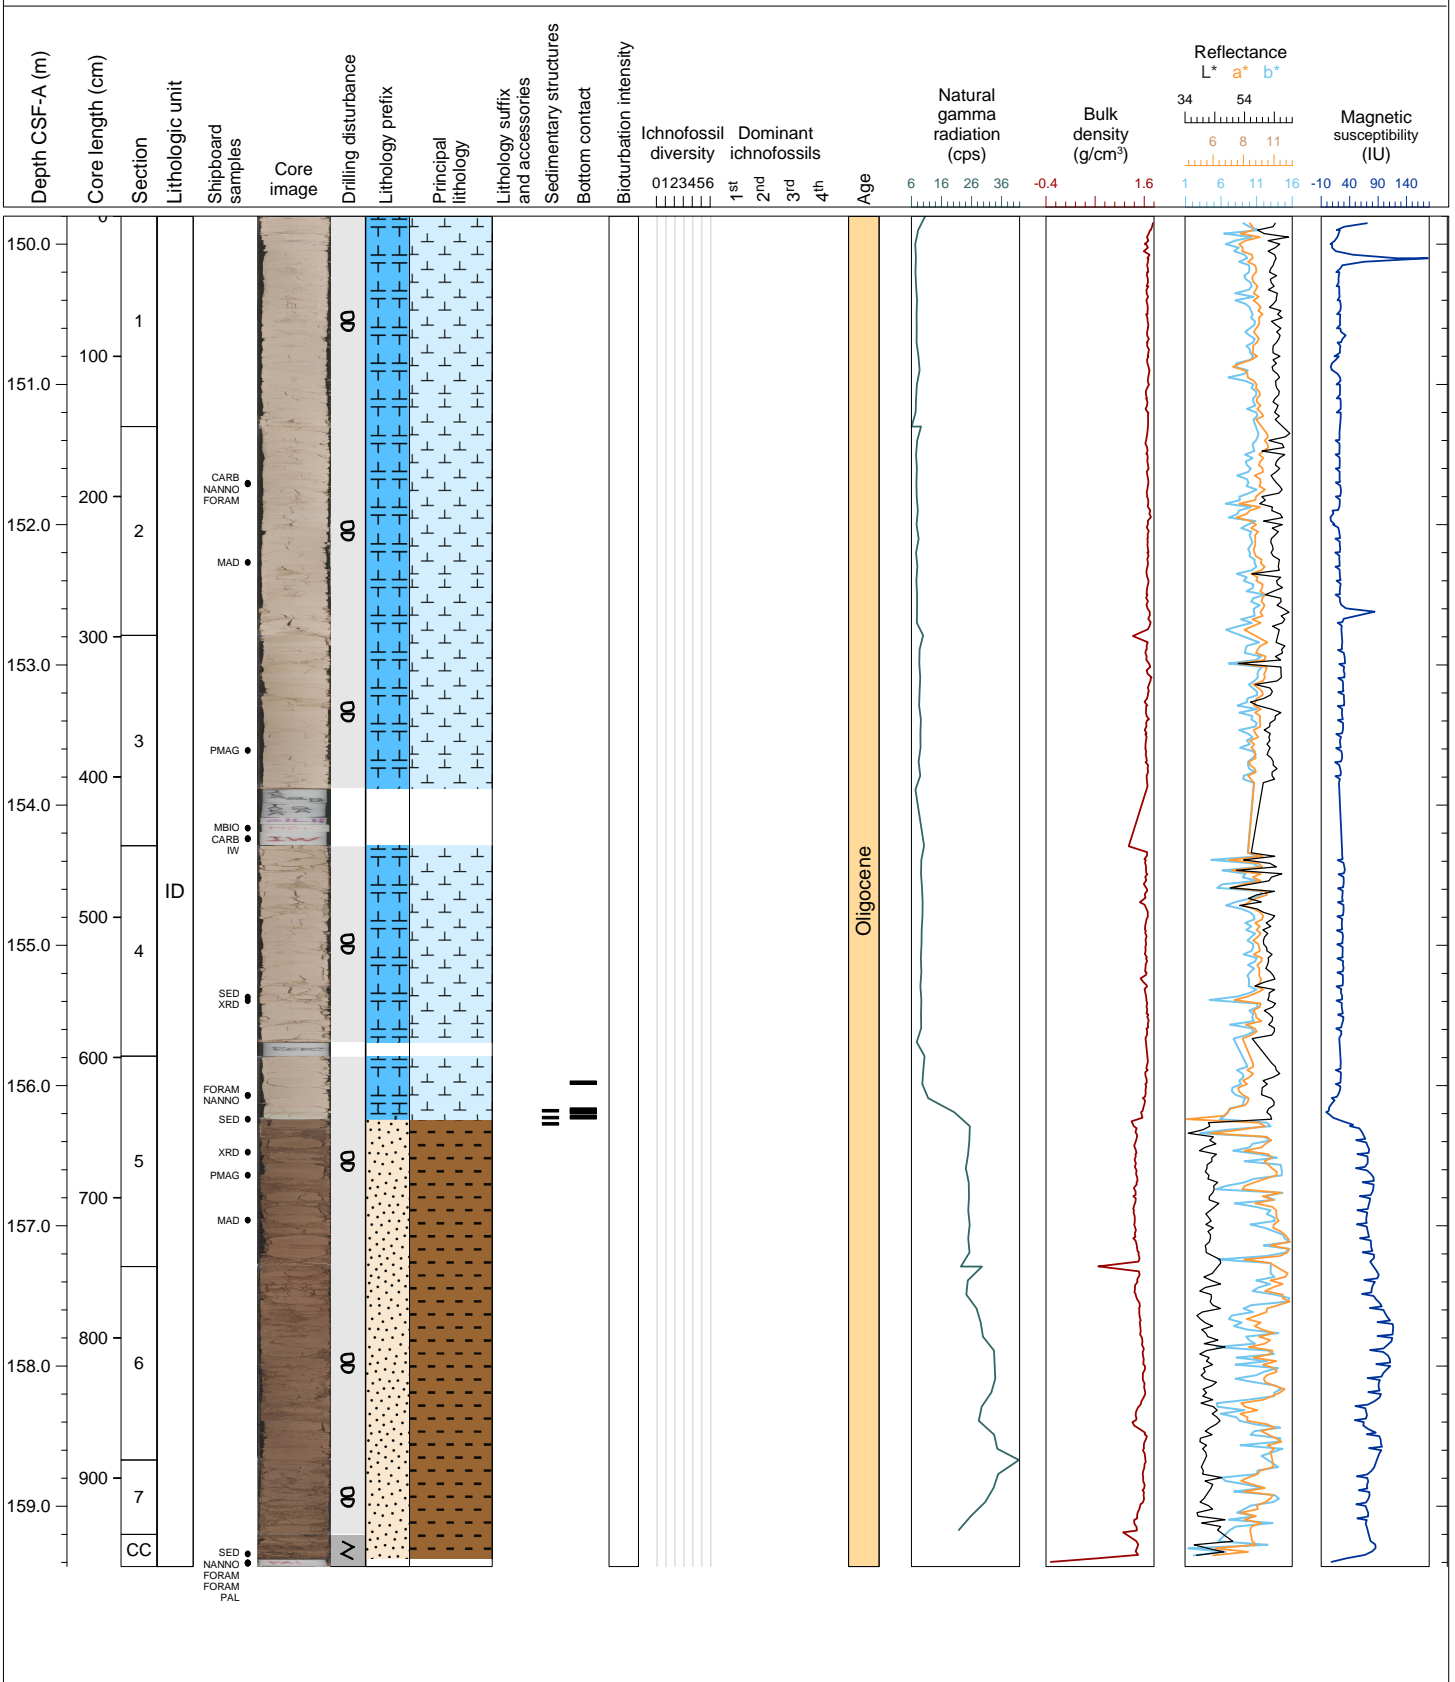 Depth CSF-A (m)
Core length (cm)
Section
Lithologic unit
Shipboard
samples
Core
image
Drilling disturbance
Lithology prefix
Principal
lithology
Lithology suffix
and accessories
Sedimentary structures
Bottom contact
Bioturbation intensity
Ichnofossil
diversity
0123456
Dominant
ichnofossils
1st 2nd 3rd 4th
Age
Natural
gamma
radiation
(cps)
6 16 26 36
Bulk
density
(g/cm³)
-0.4 1.6
Reflectance
L* a* b*
34 54
6 8 11
1 6 11 16
Magnetic
susceptibility
(IU)
-10 40 90 140
0
150.0
1
100
151.0
CARB
NANNO
FORAM
200
152.0
2
MAD
300
153.0
3
PMAG
400
154.0
MBIO
CARB
IW
ID
Oligocene
500
155.0
4
SED
XRD
600
156.0
FORAM
NANNO
SED
XRD
5
PMAG
700
MAD
157.0
800
6
158.0
900
7
159.0
CC
SED
NANNO
FORAM
FORAM
PAL